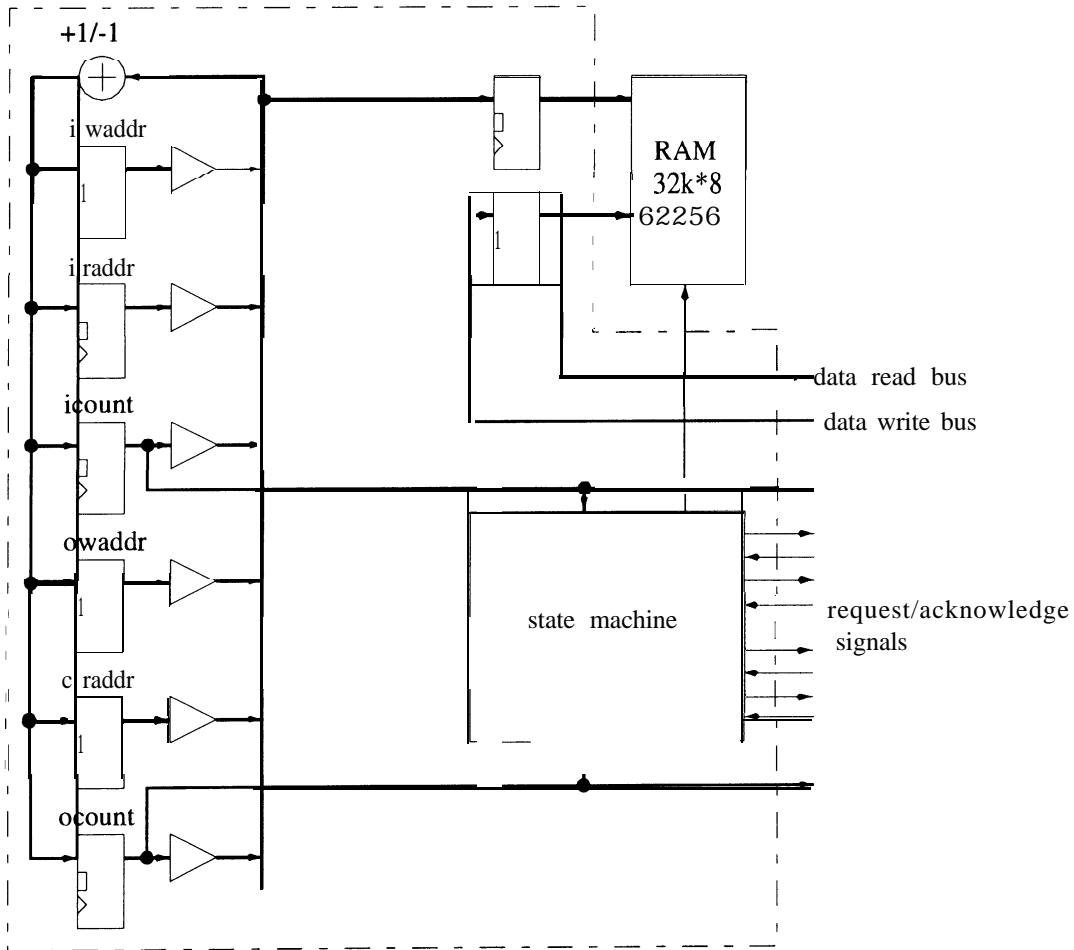 +1/-1
i waddr
1
i raddr
icount
owaddr
1
c raddr
1
ocount
RAM
32k*8
62256
1
data read bus
data write bus
state machine
request/acknowledge
signals